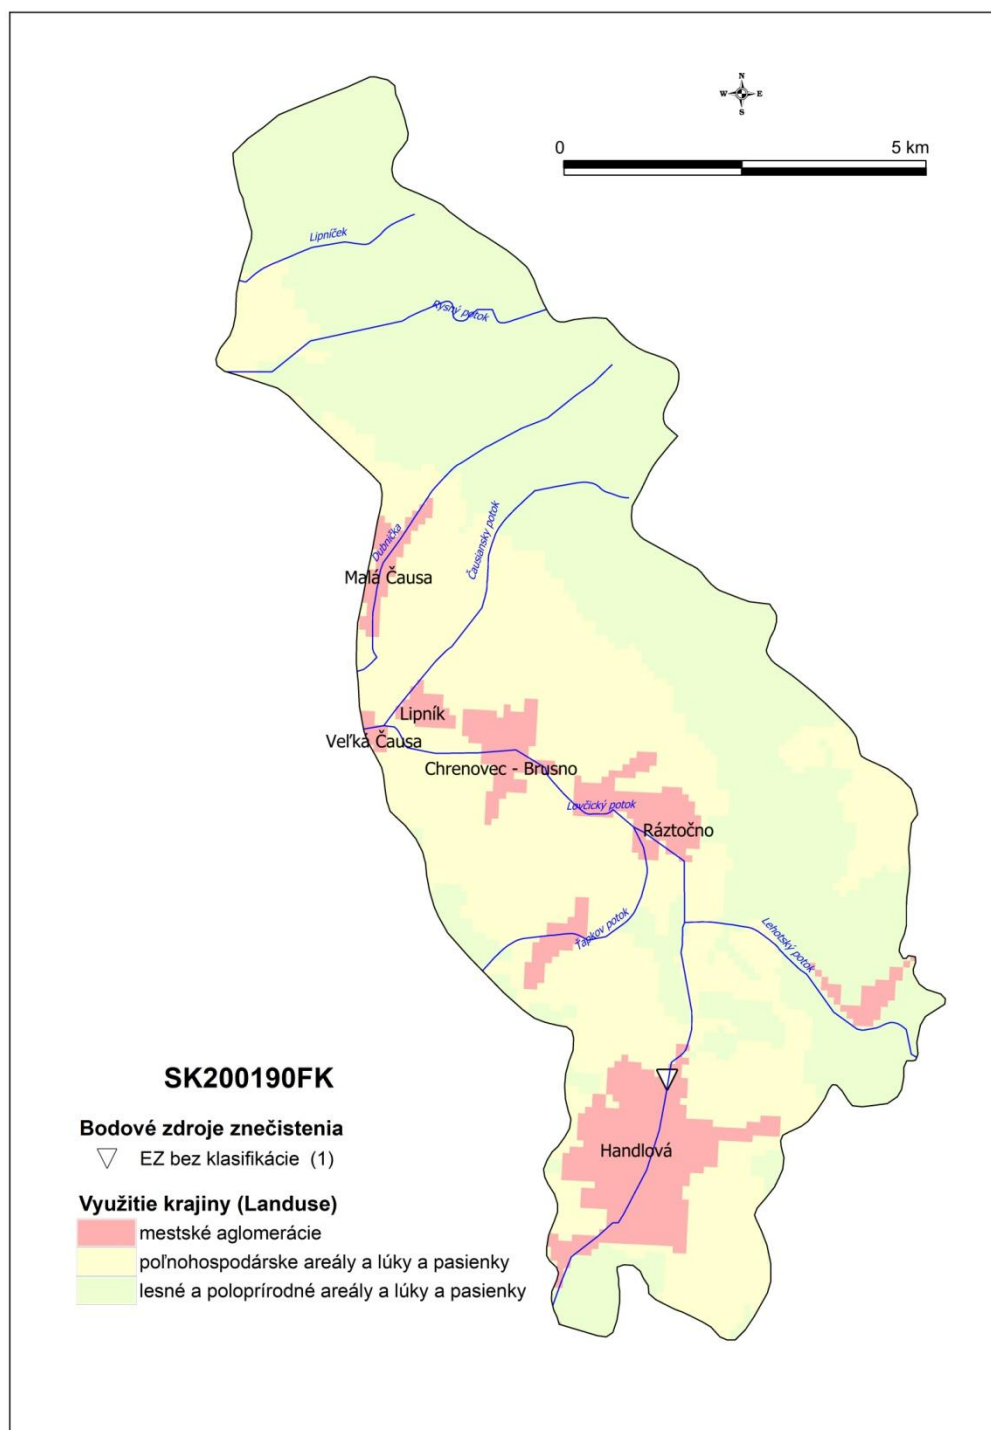 N
W E
S
0 5 km
Lipníček
Rysný potok
Dubnička
Čausiansky potok
Malá Čausa
Lipník
Veľká Čausa
Chrenovec - Brusno
Lovčický potok
Ráztočno
Ťapkov potok
Lehotský potok
Handlová
SK200190FK
Bodové zdroje znečistenia
EZ bez klasifikácie (1)
Využitie krajiny (Landuse)
mestské aglomerácie
poľnohospodárske areály a lúky a pasienky
lesné a poloprírodné areály a lúky a pasienky